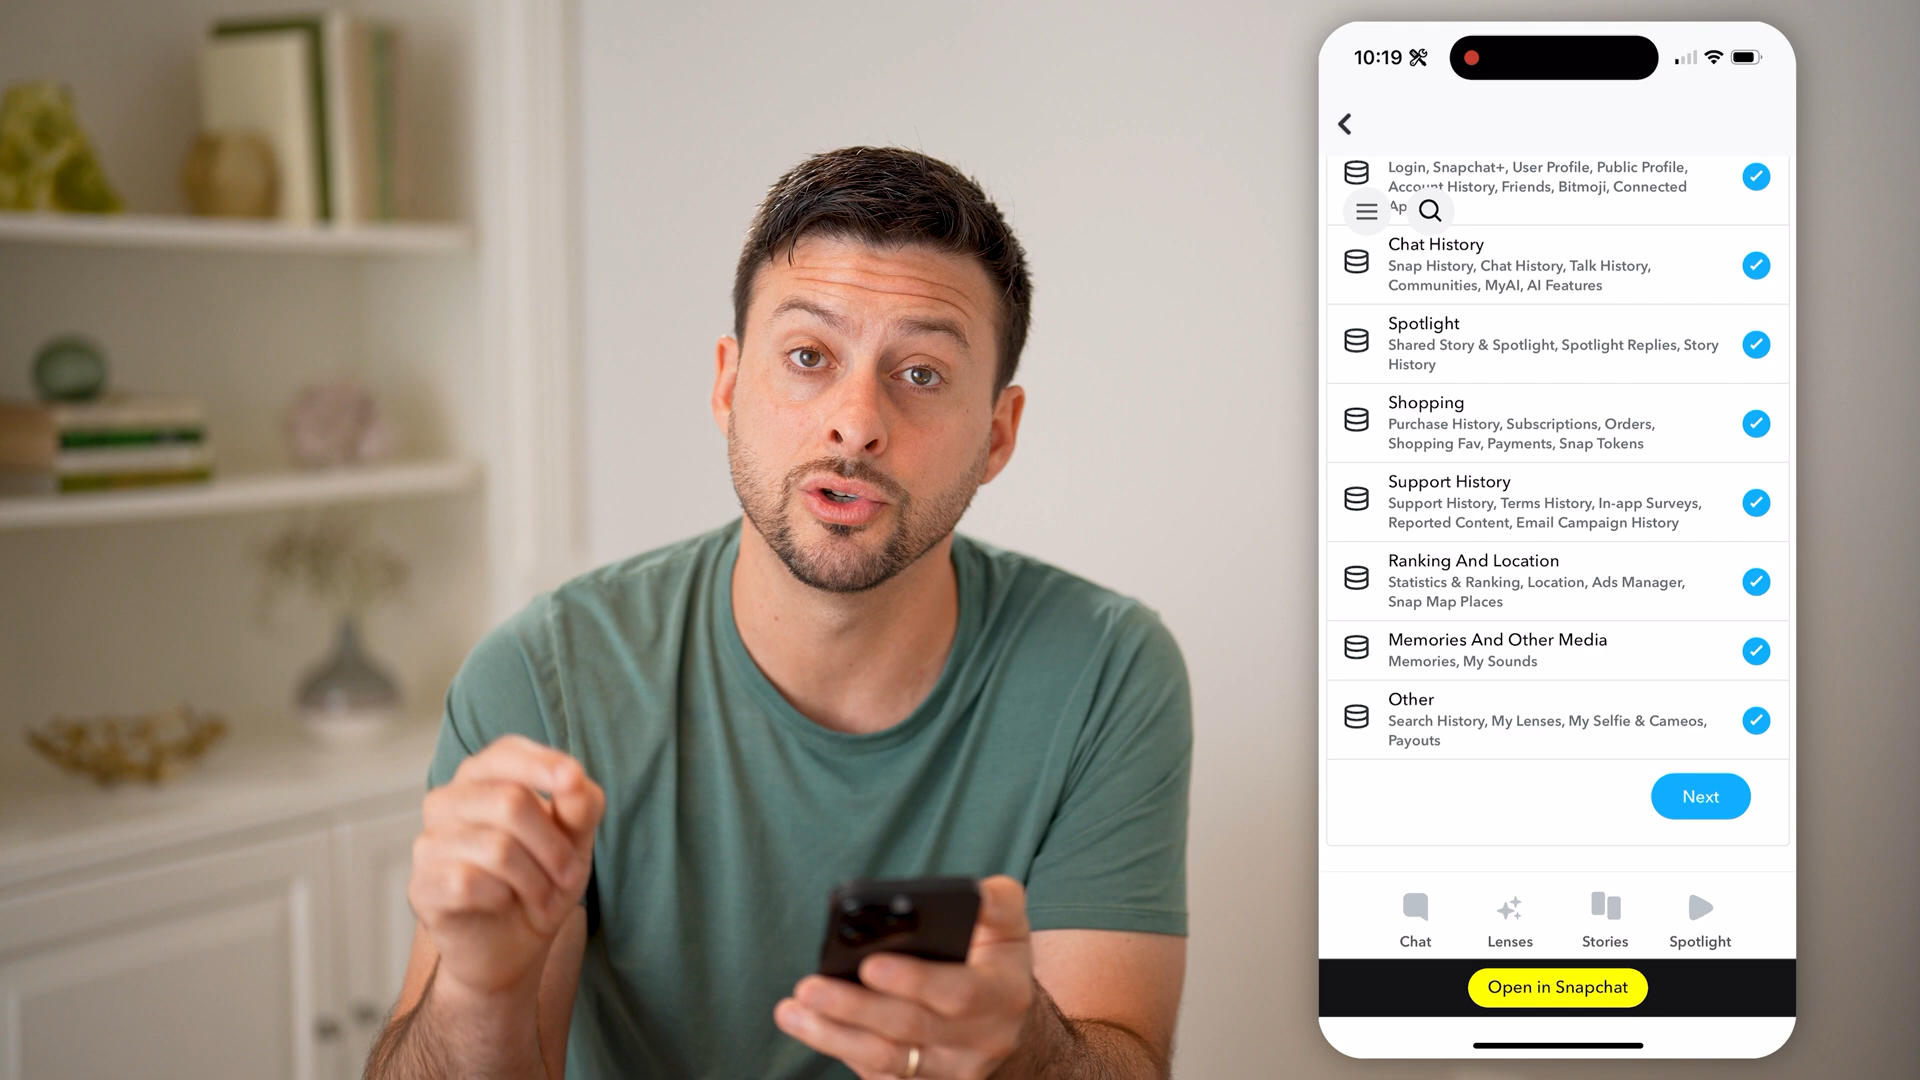 10:19
Login, Snapchat+, User Profile, Public Profile,
Account History, Friends, Bitmoji, Connected
Ap
Chat History
Snap History, Chat History, Talk History,
Communities, MyAI, AI Features
Spotlight
Shared Story & Spotlight, Spotlight Replies, Story
History
Shopping
Purchase History, Subscriptions, Orders,
Shopping Fav, Payments, Snap Tokens
Support History
Support History, Terms History, In-app Surveys,
Reported Content, Email Campaign History
Ranking And Location
Statistics & Ranking, Location, Ads Manager,
Snap Map Places
Memories And Other Media
Memories, My Sounds
Other
Search History, My Lenses, My Selfie & Cameos,
Payouts
Next
Chat Lenses Stories Spotlight
Open in Snapchat